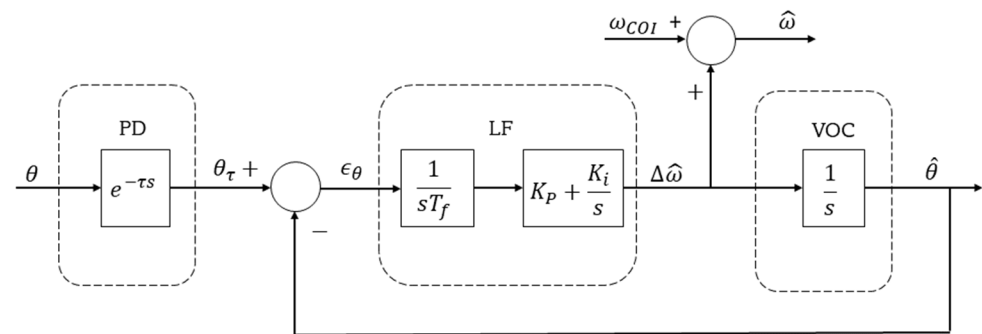 ω_COI + ω̂
+
PD LF VOC
θ e^{-τs} θ_τ + ϵ_θ 1/(sT_f) K_P + K_i/s Δω̂ 1/s θ̂
−